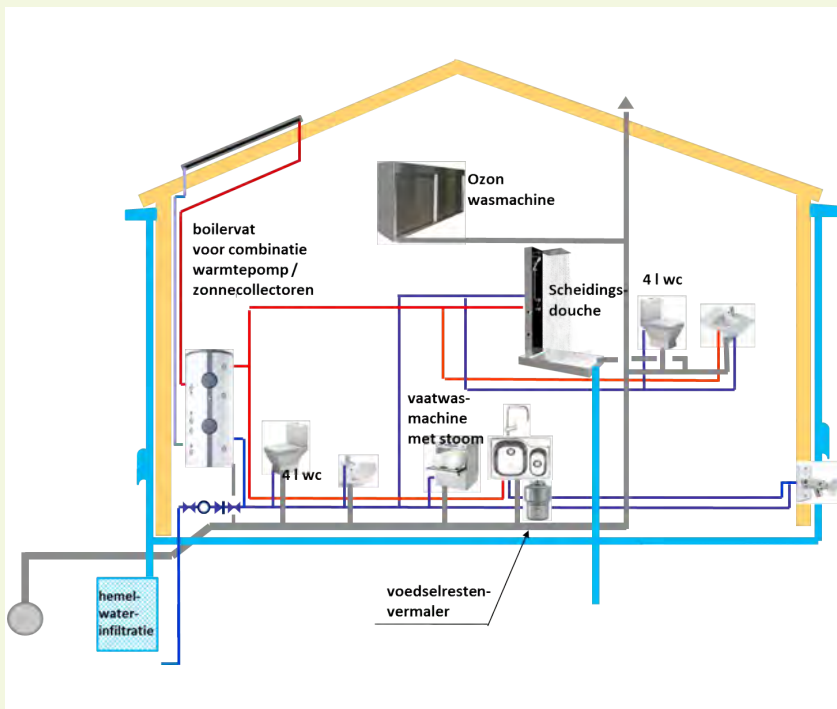 Ozon
wasmachine
boilervat
voor combinatie
warmtepomp /
zonnecollectoren
Scheidings-
douche
4 l wc
vaatwas-
machine
met stoom
4 l wc
voedselresten-
vermaler
hemel-
water-
infiltratie